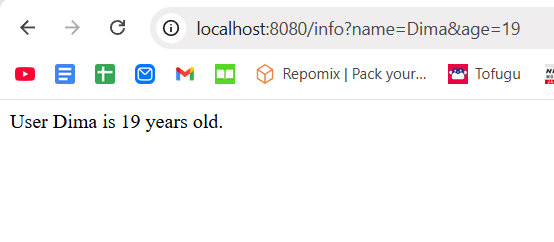 localhost:8080/info?name=Dima&age=19
Repomix | Pack your... Tofugu
User Dima is 19 years old.